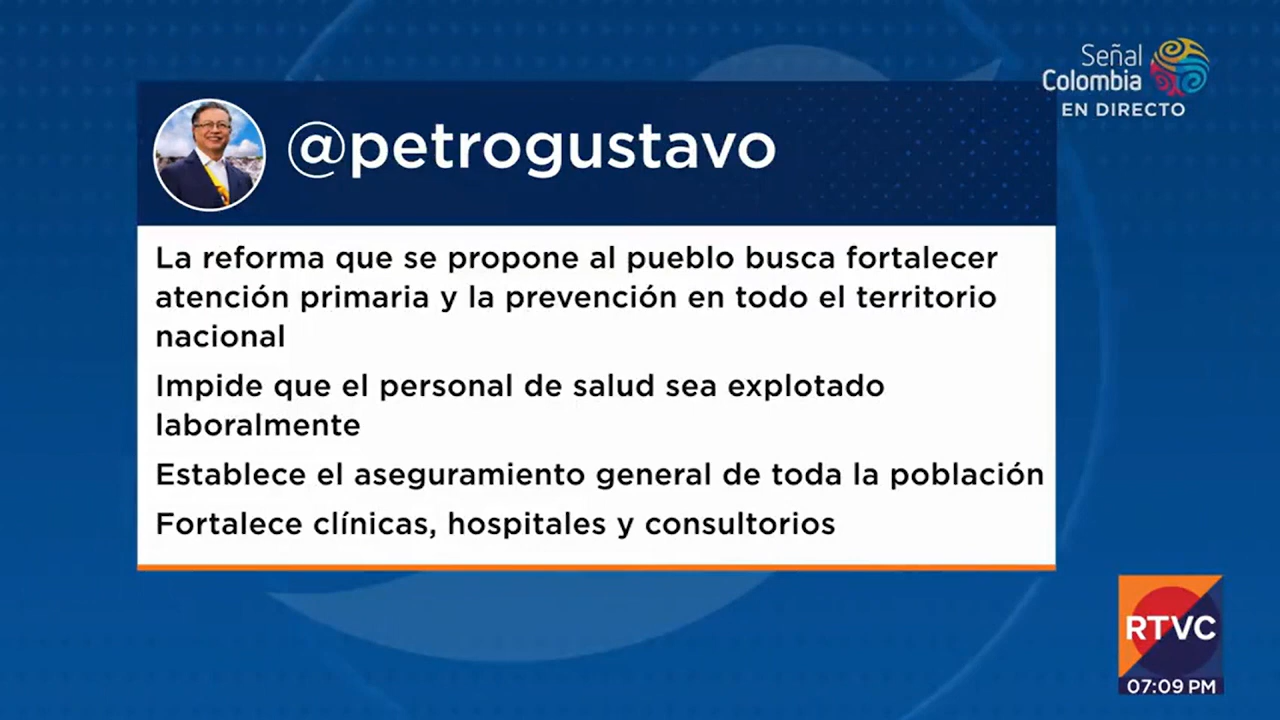 Señal
Colombia
EN DIRECTO
@petrogustavo
La reforma que se propone al pueblo busca fortalecer
atención primaria y la prevención en todo el territorio
nacional
Impide que el personal de salud sea explotado
laboralmente
Establece el aseguramiento general de toda la población
Fortalece clínicas, hospitales y consultorios
RTVC
07:09 PM